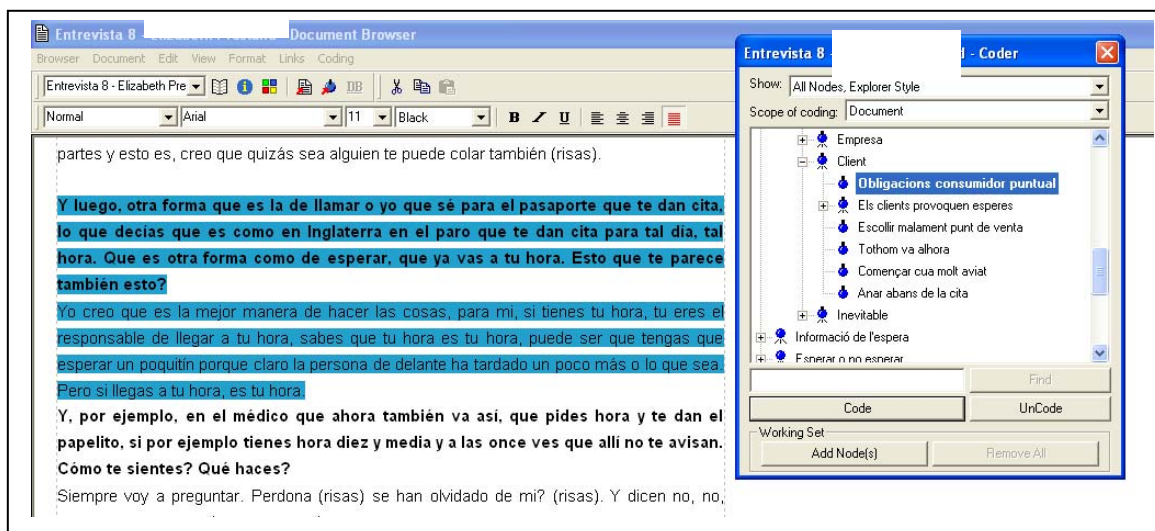 Entrevista 8 - Document Browser
Browser Document Edit View Format Links Coding
Entrevista 8 - Elizabeth Pre
DB
Normal Arial 11 Black B I U
partes y esto es, creo que quizás sea alguien te puede colar también (risas).
Y luego, otra forma que es la de llamar o yo que sé para el pasaporte que te dan cita,
lo que decías que es como en Inglaterra en el paro que te dan cita para tal día, tal
hora. Que es otra forma como de esperar, que ya vas a tu hora. Esto que te parece
también esto?
Yo creo que es la mejor manera de hacer las cosas, para mi, si tienes tu hora, tu eres el
responsable de llegar a tu hora, sabes que tu hora es tu hora, puede ser que tengas que
esperar un poquitín porque claro la persona de delante ha tardado un poco más o lo que sea.
Pero si llegas a tu hora, es tu hora.
Y, por ejemplo, en el médico que ahora también va así, que pides hora y te dan el
papelito, si por ejemplo tienes hora diez y media y a las once ves que allí no te avisan.
Cómo te sientes? Qué haces?
Siempre voy a preguntar. Perdona (risas) se han olvidado de mi? (risas). Y dicen no, no,
Entrevista 8 - d - Coder
Show: All Nodes, Explorer Style
Scope of coding: Document
Empresa
Client
Obligacions consumidor puntual
Els clients provoquen esperes
Escollir malament punt de venta
Tothom va alhora
Començar cua molt aviat
Anar abans de la cita
Inevitable
Informació de l'espera
Esperar o no esperar
Find
Code UnCode
Working Set
Add Node(s) Remove All